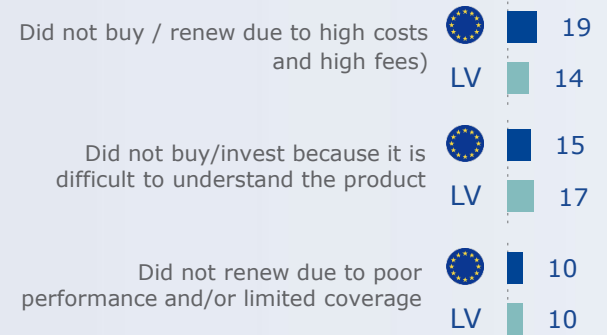 Did not buy / renew due to high costs
and high fees)
19
LV 14
Did not buy/invest because it is
difficult to understand the product
15
LV 17
Did not renew due to poor
performance and/or limited coverage
10
LV 10